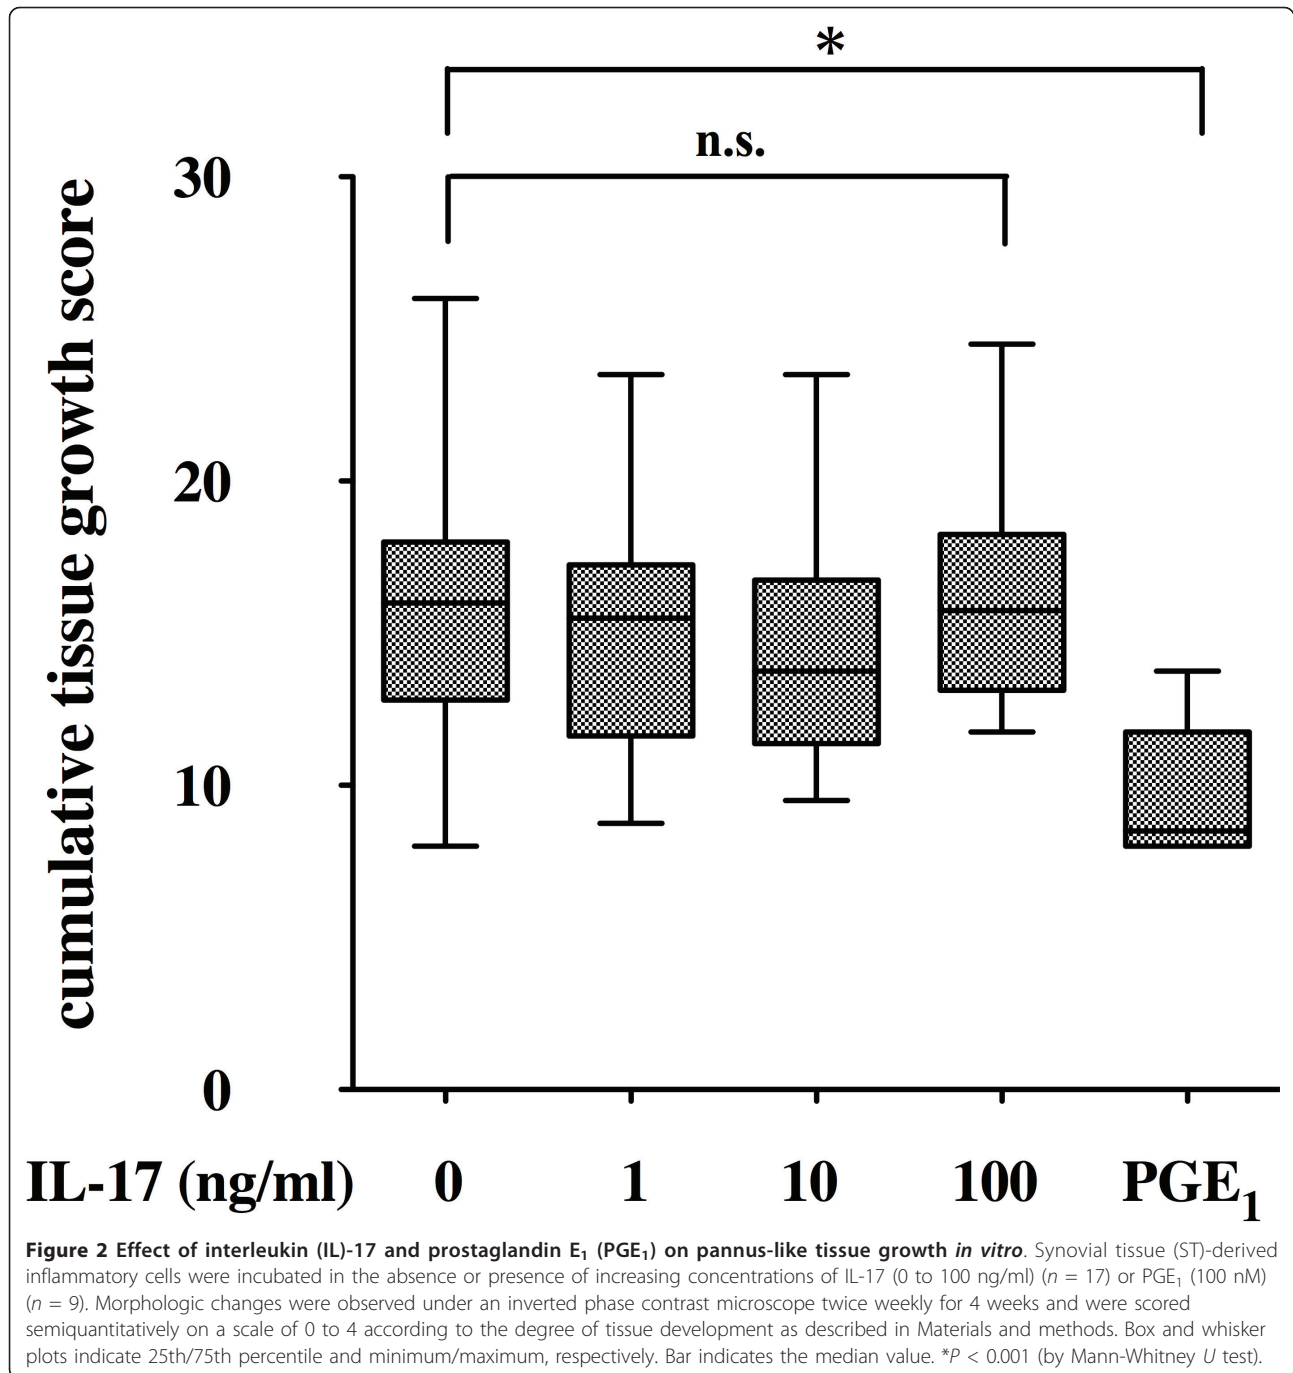 *
n.s.
30
20
10
0
cumulative tissue growth score
IL-17 (ng/ml) 0 1 10 100 PGE₁
Figure 2 Effect of interleukin (IL)-17 and prostaglandin E₁ (PGE₁) on pannus-like tissue growth in vitro. Synovial tissue (ST)-derived
inflammatory cells were incubated in the absence or presence of increasing concentrations of IL-17 (0 to 100 ng/ml) (n = 17) or PGE₁ (100 nM)
(n = 9). Morphologic changes were observed under an inverted phase contrast microscope twice weekly for 4 weeks and were scored
semiquantitatively on a scale of 0 to 4 according to the degree of tissue development as described in Materials and methods. Box and whisker
plots indicate 25th/75th percentile and minimum/maximum, respectively. Bar indicates the median value. *P < 0.001 (by Mann-Whitney U test).